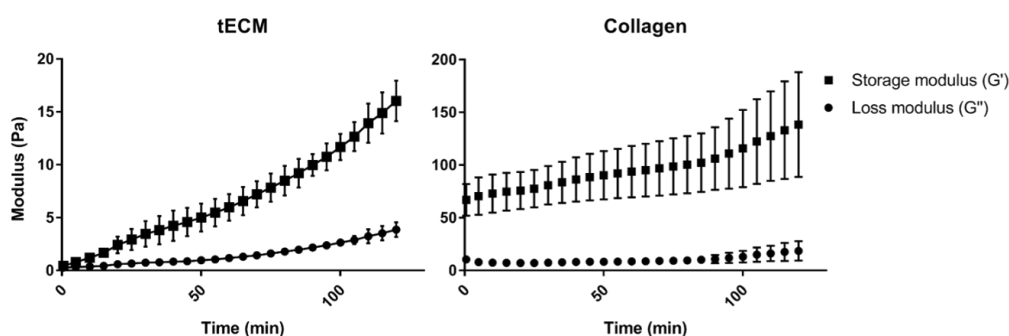 tECM
Modulus (Pa)
20
15
10
5
0
0
50
100
Time (min)
Collagen
200
150
100
50
0
0
50
100
Time (min)
Storage modulus (G')
Loss modulus (G")